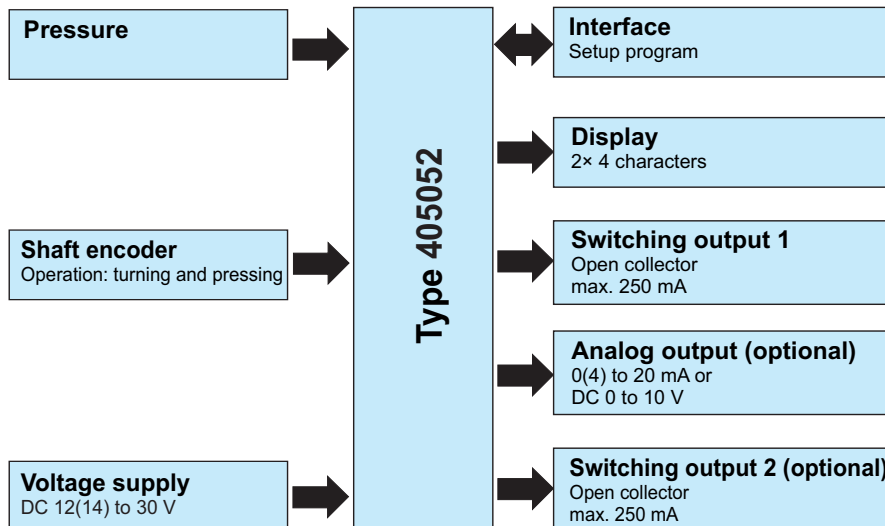 Pressure
Shaft encoder
Operation: turning and pressing
Voltage supply
DC 12(14) to 30 V
Type 405052
Interface
Setup program
Display
2× 4 characters
Switching output 1
Open collector
max. 250 mA
Analog output (optional)
0(4) to 20 mA or
DC 0 to 10 V
Switching output 2 (optional)
Open collector
max. 250 mA